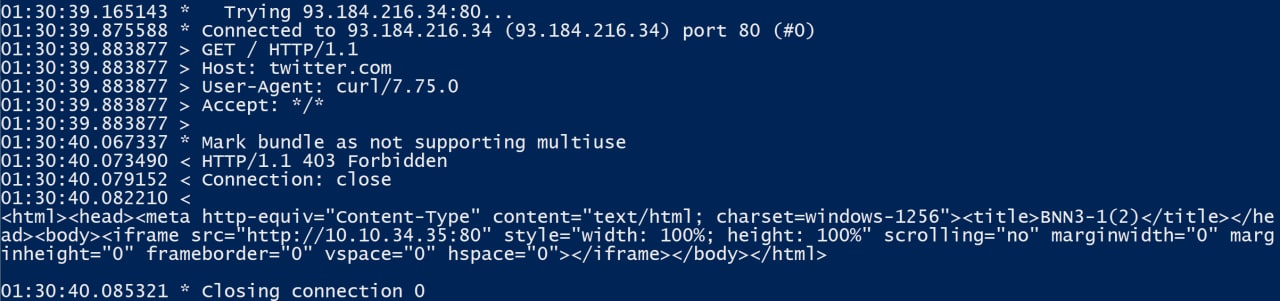 01:30:39.165143 *   Trying 93.184.216.34:80...
01:30:39.875588 * Connected to 93.184.216.34 (93.184.216.34) port 80 (#0)
01:30:39.883877 > GET / HTTP/1.1
01:30:39.883877 > Host: twitter.com
01:30:39.883877 > User-Agent: curl/7.75.0
01:30:39.883877 > Accept: */*
01:30:39.883877 >
01:30:40.067337 * Mark bundle as not supporting multiuse
01:30:40.073490 < HTTP/1.1 403 Forbidden
01:30:40.079152 < Connection: close
01:30:40.082210 <
<html><head><meta http-equiv="Content-Type" content="text/html; charset=windows-1256"><title>BNN3-1(2)</title></he
ad><body><iframe src="http://10.10.34.35:80" style="width: 100%; height: 100%" scrolling="no" marginwidth="0" marg
inheight="0" frameborder="0" vspace="0" hspace="0"></iframe></body></html>
01:30:40.085321 * Closing connection 0